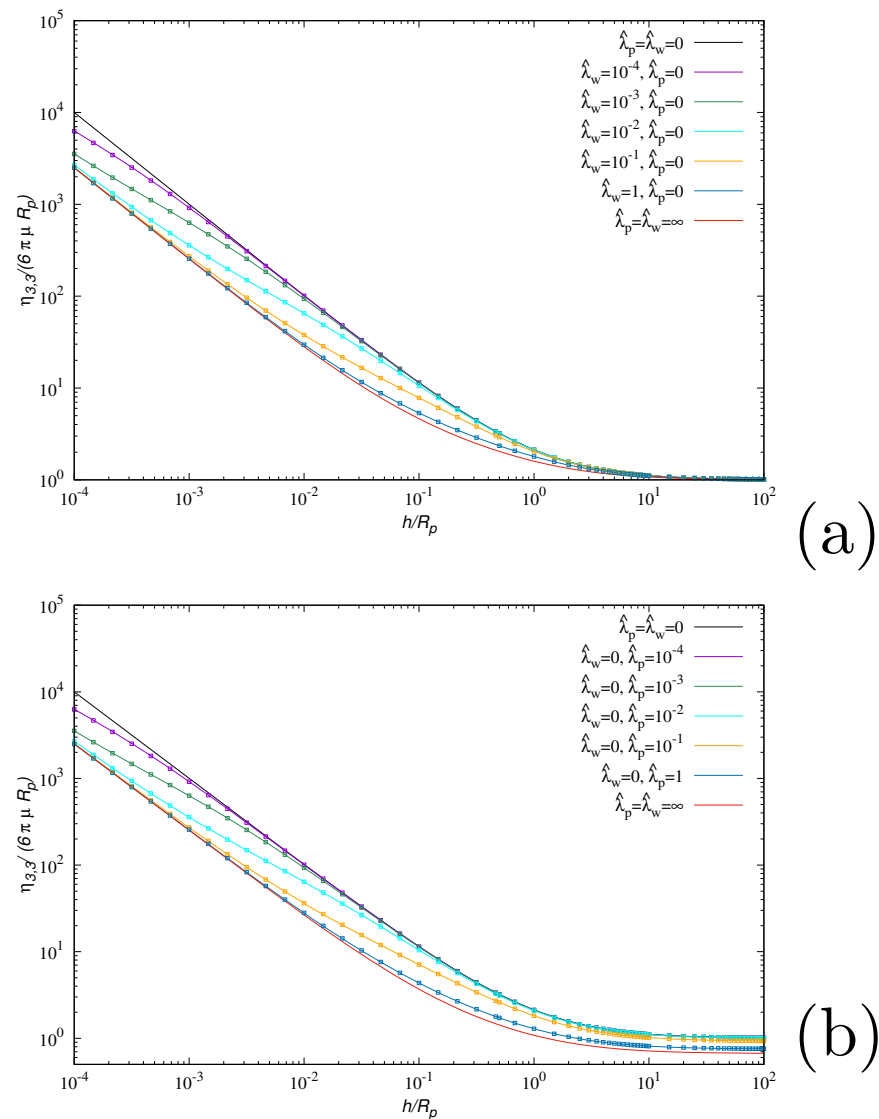 10^5
10^4
10^3
10^2
10^1
10^0
η_{3,3}/(6 π μ R_p)
λ̂_p=λ̂_w=0
λ̂_w=10^{-4}, λ̂_p=0
λ̂_w=10^{-3}, λ̂_p=0
λ̂_w=10^{-2}, λ̂_p=0
λ̂_w=10^{-1}, λ̂_p=0
λ̂_w=1, λ̂_p=0
λ̂_p=λ̂_w=∞
10^{-4} 10^{-3} 10^{-2} 10^{-1} 10^0 10^1 10^2
h/R_p
(a)
10^5
10^4
10^3
10^2
10^1
10^0
η_{3,3}/ (6 π μ R_p)
λ̂_p=λ̂_w=0
λ̂_w=0, λ̂_p=10^{-4}
λ̂_w=0, λ̂_p=10^{-3}
λ̂_w=0, λ̂_p=10^{-2}
λ̂_w=0, λ̂_p=10^{-1}
λ̂_w=0, λ̂_p=1
λ̂_p=λ̂_w=∞
10^{-4} 10^{-3} 10^{-2} 10^{-1} 10^0 10^1 10^2
h/R_p
(b)